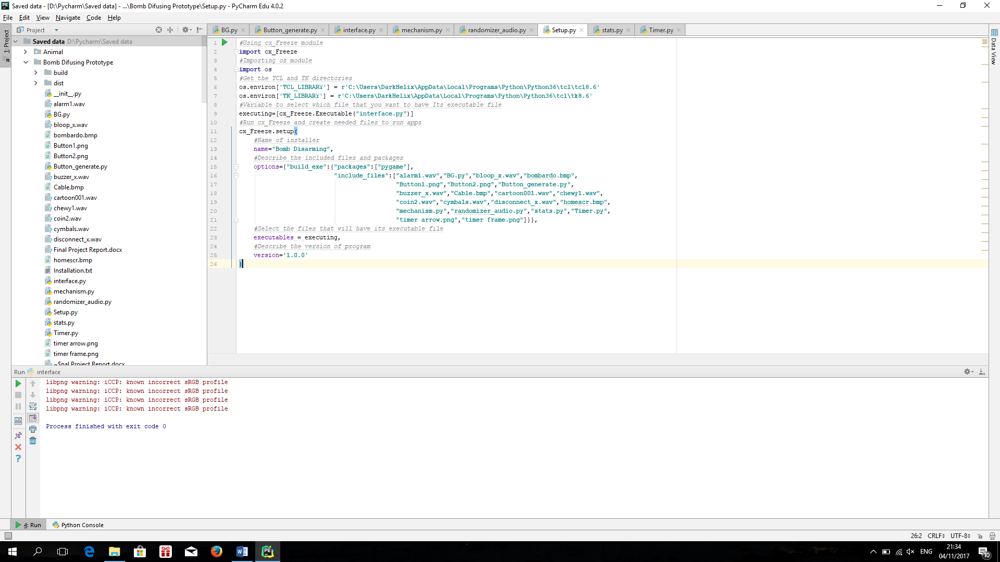 Saved data - [D:\Pycharm\Saved data] - ...\Bomb Difusing Prototype\Setup.py - PyCharm Edu 4.0.2
File Edit View Navigate Code Help
Project
BG.py Button_generate.py interface.py mechanism.py randomizer_audio.py Setup.py stats.py Timer.py
1: Project
Data View
Saved data D:\Pycharm\Saved data
Animal
Bomb Difusing Prototype
build
dist
__init__.py
alarm1.wav
BG.py
bloop_x.wav
bombardo.bmp
Button1.png
Button2.png
Button_generate.py
buzzer_x.wav
Cable.bmp
cartoon001.wav
chewy1.wav
coin2.wav
cymbals.wav
disconnect_x.wav
Final Project Report.docx
homescr.bmp
Installation.txt
interface.py
mechanism.py
randomizer_audio.py
Setup.py
stats.py
Timer.py
timer arrow.png
timer frame.png
~$nal Project Report.docx
1 #Using cx_Freeze module
2 import cx_Freeze
3 #Importing os module
4 import os
5 #Get the TCL and TK directories
6 os.environ['TCL_LIBRARY'] = r'C:\Users\DarkHelix\AppData\Local\Programs\Python\Python36\tcl\tcl8.6'
7 os.environ['TK_LIBRARY'] = r'C:\Users\DarkHelix\AppData\Local\Programs\Python\Python36\tcl\tk8.6'
8 #Variable to select which file that you want to have Its executable file
9 executing=[cx_Freeze.Executable("interface.py")]
10 #Run cx_Freeze and create needed files to run apps
11 cx_Freeze.setup(
12 #Name of installer
13 name="Bomb Disarming",
14 #Describe the included files and packages
15 options={"build_exe":{"packages":["pygame"],
16 "include_files":["alarm1.wav","BG.py","bloop_x.wav","bombardo.bmp",
17 "Button1.png","Button2.png","Button_generate.py",
18 "buzzer_x.wav","Cable.bmp","cartoon001.wav","chewy1.wav",
19 "coin2.wav","cymbals.wav","disconnect_x.wav","homescr.bmp",
20 "mechanism.py","randomizer_audio.py","stats.py","Timer.py",
21 "timer arrow.png","timer frame.png"]}},
22 #Select the files that will have its executable file
23 executables = executing,
24 #Describe the version of program
25 version='1.0.0'
26 )
Run interface
libpng warning: iCCP: known incorrect sRGB profile
libpng warning: iCCP: known incorrect sRGB profile
libpng warning: iCCP: known incorrect sRGB profile
libpng warning: iCCP: known incorrect sRGB profile
Process finished with exit code 0
4: Run Python Console
26:2 CRLF UTF-8
ENG
21:34
04/11/2017
10